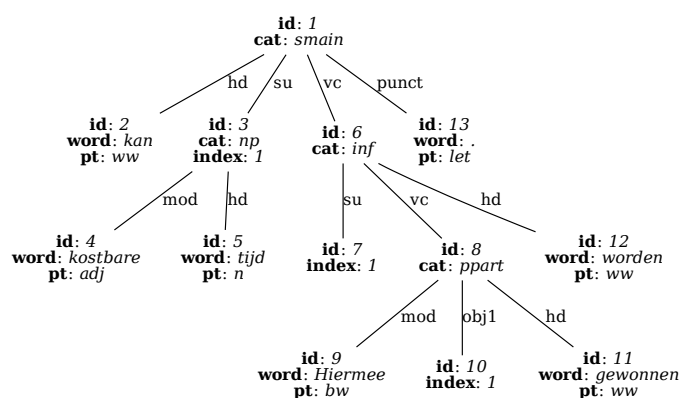 id: 1
cat: smain
hd
su
vc
punct
id: 2
word: kan
pt: ww
id: 3
cat: np
index: 1
id: 6
cat: inf
id: 13
word: .
pt: let
mod
hd
su
vc
hd
id: 4
word: kostbare
pt: adj
id: 5
word: tijd
pt: n
id: 7
index: 1
id: 8
cat: ppart
id: 12
word: worden
pt: ww
mod
obj1
hd
id: 9
word: Hiermee
pt: bw
id: 10
index: 1
id: 11
word: gewonnen
pt: ww